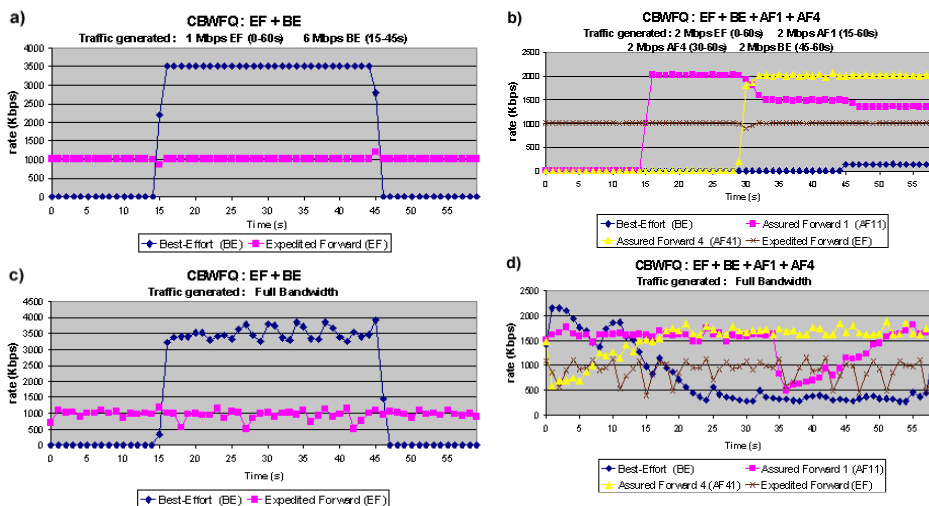 a)
CBWFQ: EF + BE
Traffic generated: 1 Mbps EF (0-60s) 6 Mbps BE (15-45s)
rate (Kbps)
4000
3500
3000
2500
2000
1500
1000
500
0
0 5 10 15 20 25 30 35 40 45 50 55
Time (s)
Best-Effort (BE) Expedited Forward (EF)
b)
CBWFQ: EF + BE + AF1 + AF4
Traffic generated: 2 Mbps EF (0-60s) 2 Mbps AF1 (15-60s)
2 Mbps AF4 (30-60s) 2 Mbps BE (45-60s)
rate (Kbps)
2500
2000
1500
1000
500
0
0 5 10 15 20 25 30 35 40 45 50 55
Time (s)
Best-Effort (BE) Assured Forward 1 (AF11)
Assured Forward 4 (AF41) Expedited Forward (EF)
c)
CBWFQ: EF + BE
Traffic generated: Full Bandwidth
rate (Kbps)
4500
4000
3500
3000
2500
2000
1500
1000
500
0
0 5 10 15 20 25 30 35 40 45 50 55
Time (s)
Best-Effort (BE) Expedited Forward (EF)
d)
CBWFQ: EF + BE + AF1 + AF4
Traffic generated: Full Bandwidth
rate (Kbps)
2500
2000
1500
1000
500
0
0 5 10 15 20 25 30 35 40 45 50 55
Time (s)
Best-Effort (BE) Assured Forward 1 (AF11)
Assured Forward 4 (AF41) Expedited Forward (EF)